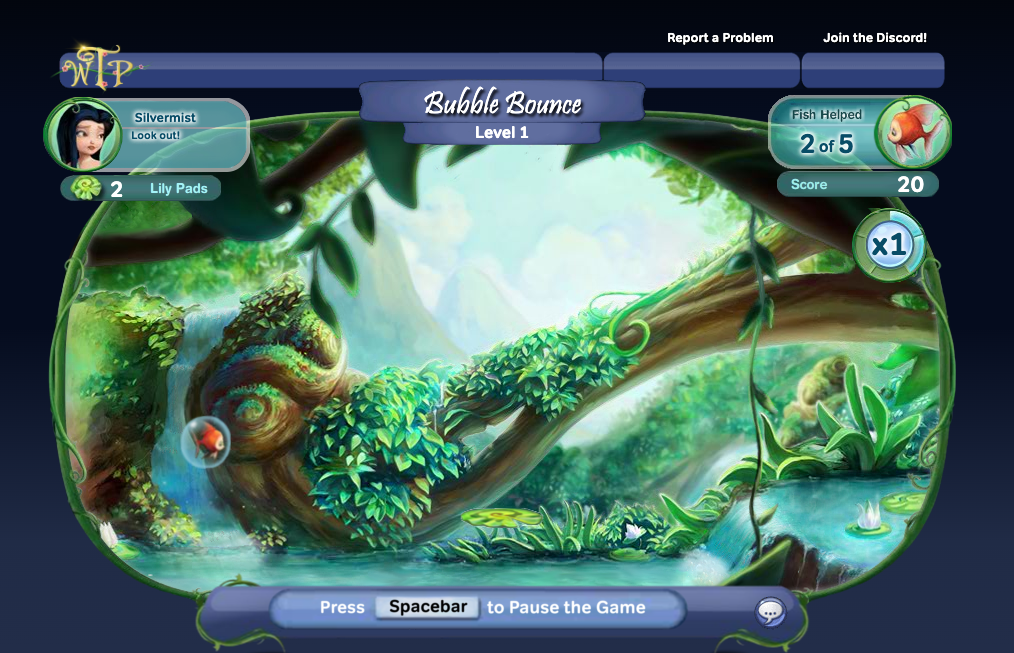 Report a Problem
Join the Discord!
WTP
Bubble Bounce
Level 1
Silvermist
Look out!
2 Lily Pads
Fish Helped
2 of 5
Score 20
x1
Press Spacebar to Pause the Game